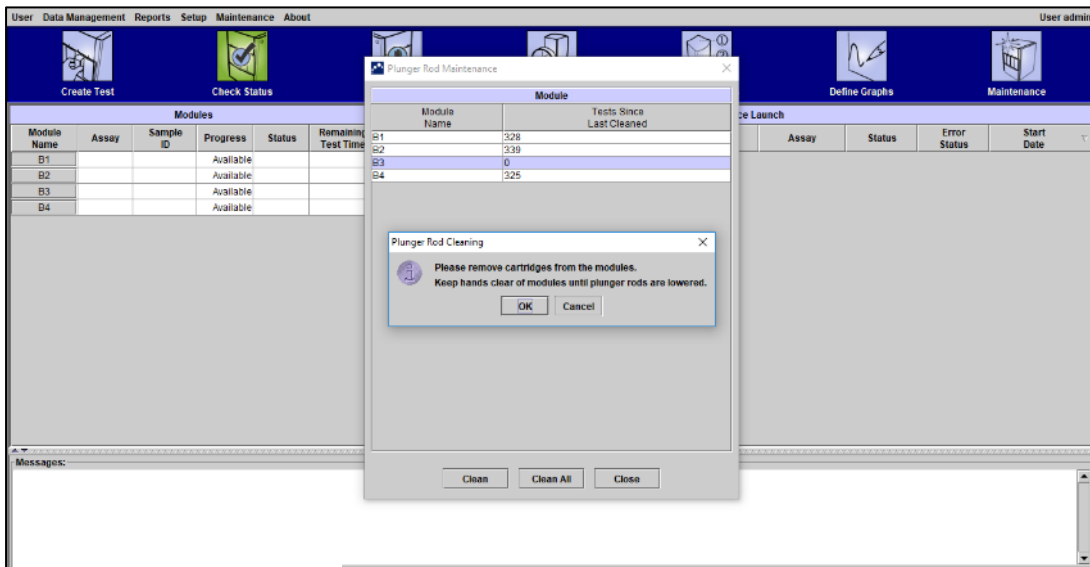 User Data Management Reports Setup Maintenance About
User admin
Create Test
Check Status
Define Graphs
Maintenance
Modules
Module Name
Assay
Sample ID
Progress
Status
Remaining Test Time
B1 Available
B2 Available
B3 Available
B4 Available
ce Launch
Assay
Status
Error Status
Start Date
Plunger Rod Maintenance
Module
Module Name
Tests Since Last Cleaned
B1 328
B2 339
B3 0
B4 325
Plunger Rod Cleaning
Please remove cartridges from the modules.
Keep hands clear of modules until plunger rods are lowered.
OK Cancel
Clean Clean All Close
Messages: